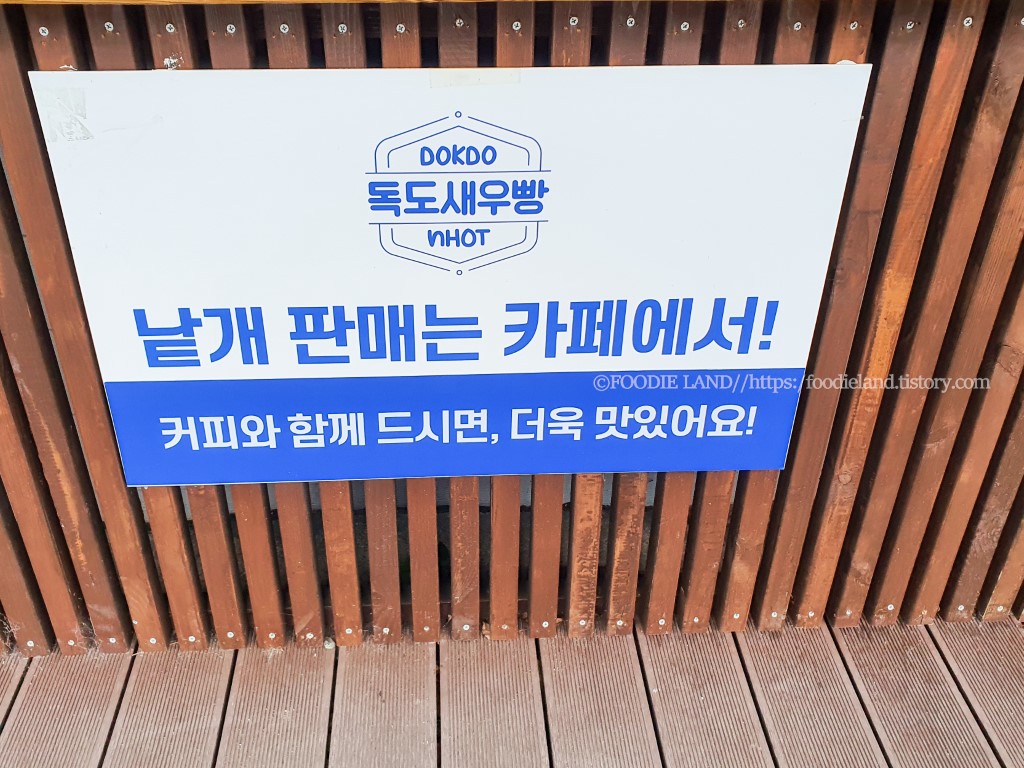 DOKDO
독도새우빵
NHOT
낱개 판매는 카페에서!
©FOODIE LAND//https:/foodieland.tistory.com
커피와 함께 드시면, 더욱 맛있어요!